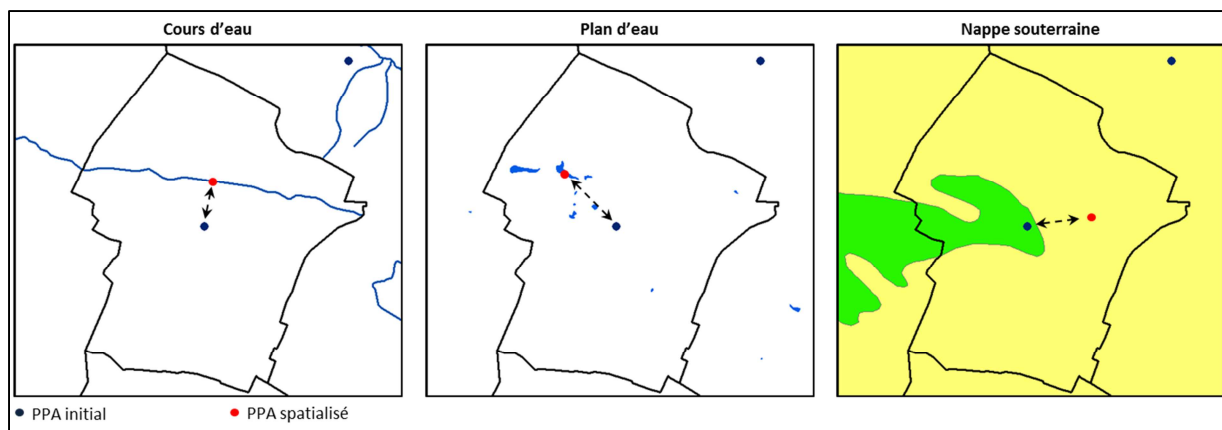 Cours d'eau
Plan d'eau
Nappe souterraine
PPA initial
PPA spatialisé